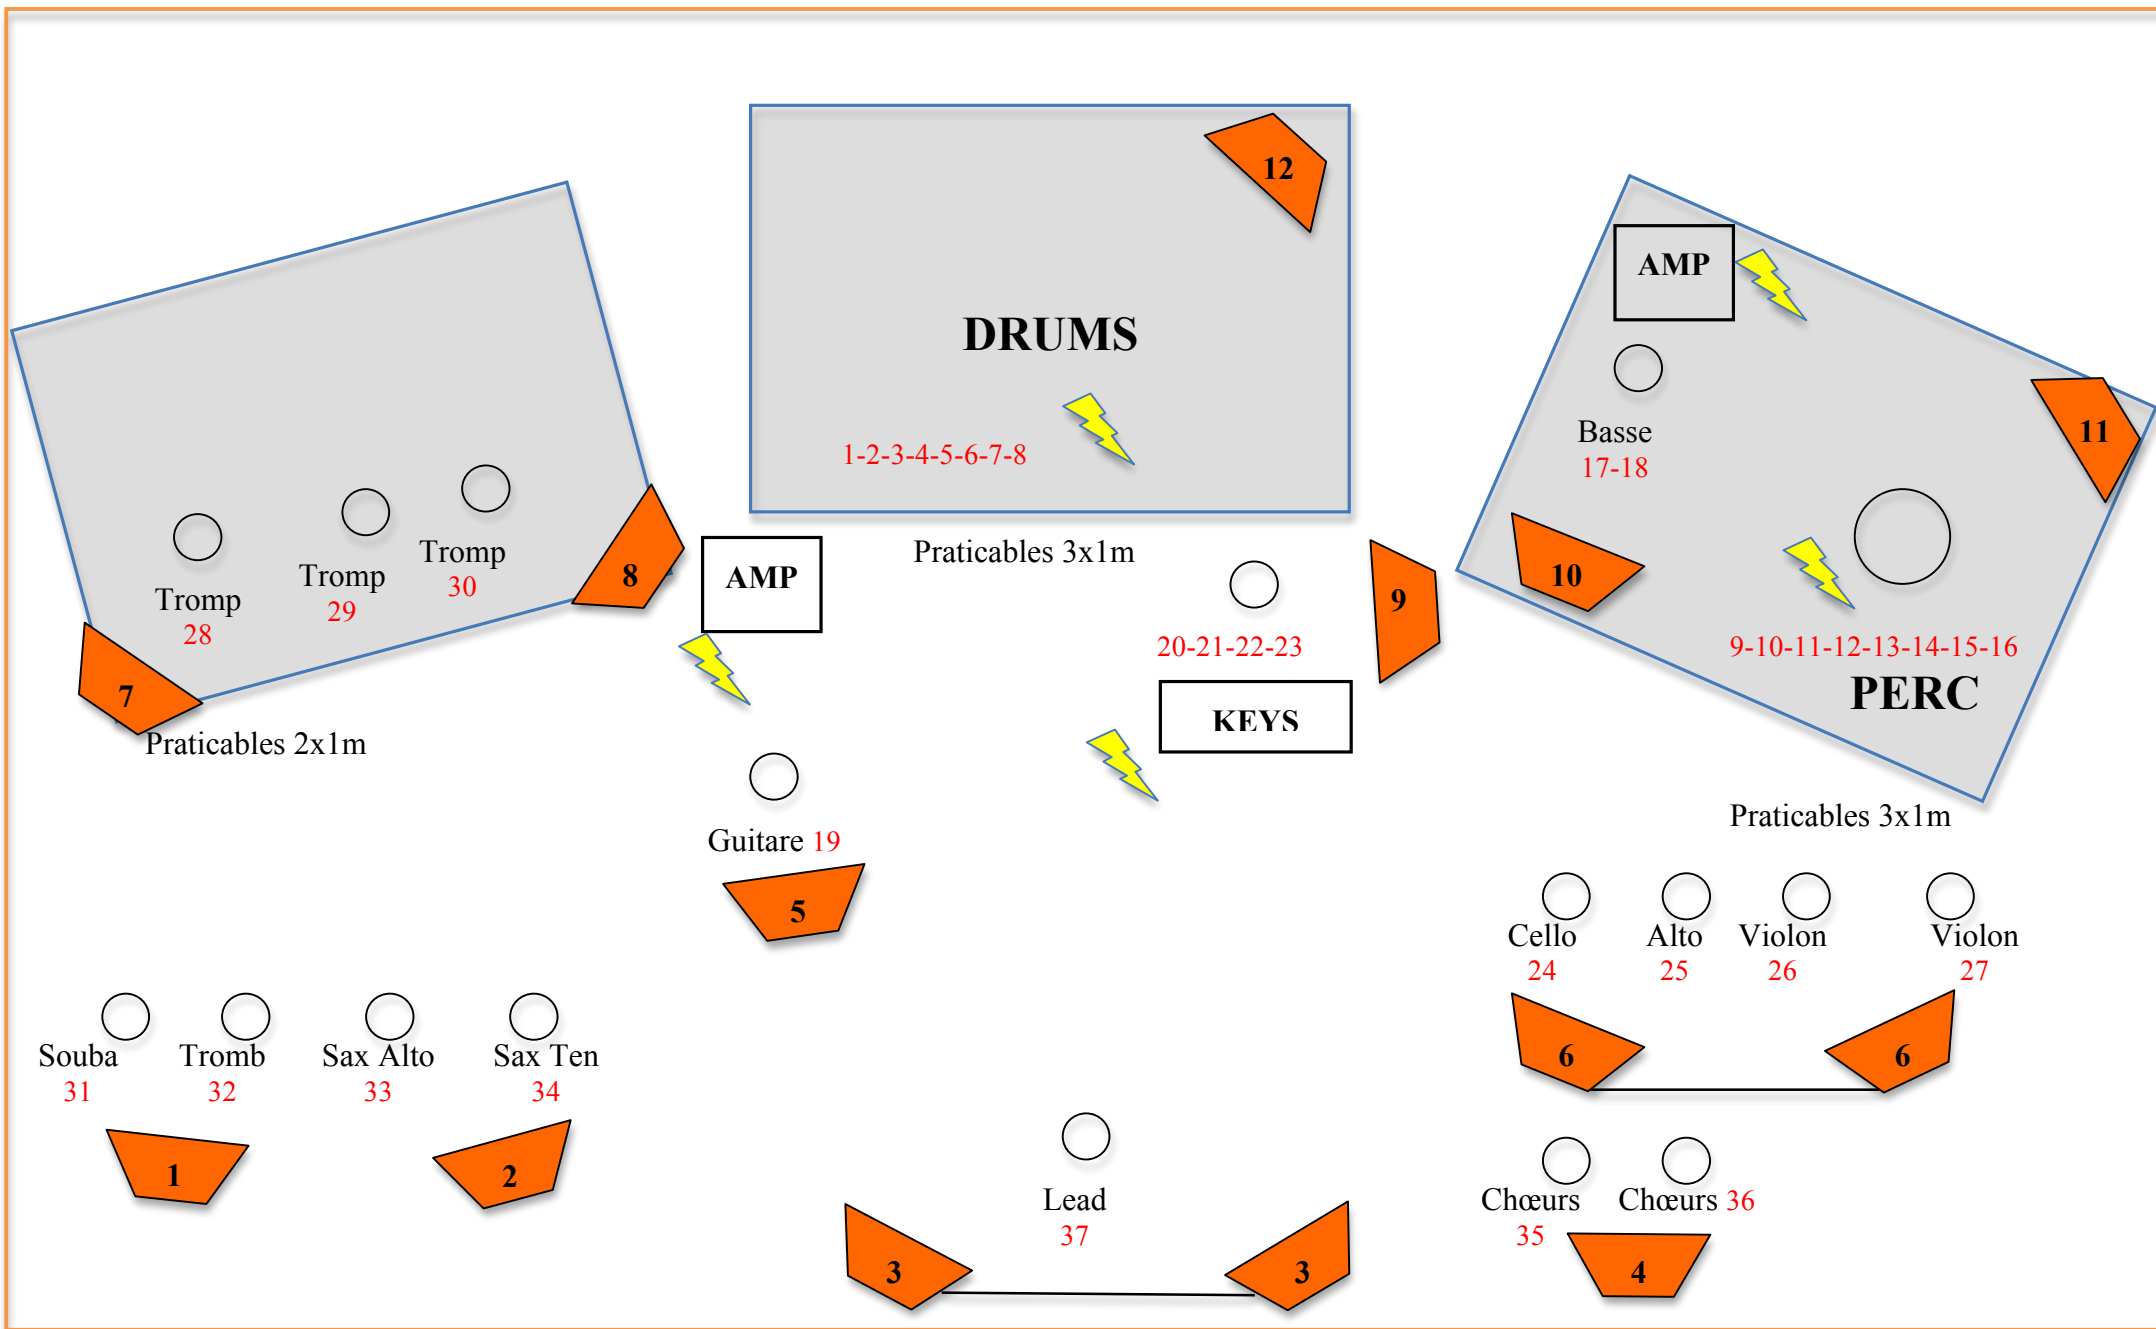 12
AMP
DRUMS
1-2-3-4-5-6-7-8
Basse
17-18
11
Tromp
28
Tromp
29
Tromp
30
8
AMP
Praticables 3x1m
20-21-22-23
9
10
9-10-11-12-13-14-15-16
PERC
7
Praticables 2x1m
KEYS
Guitare 19
Praticables 3x1m
5
Cello
24
Alto
25
Violon
26
Violon
27
Souba
31
Tromb
32
Sax Alto
33
Sax Ten
34
6
6
1
2
Lead
37
Chœurs
35
Chœurs 36
3
3
4